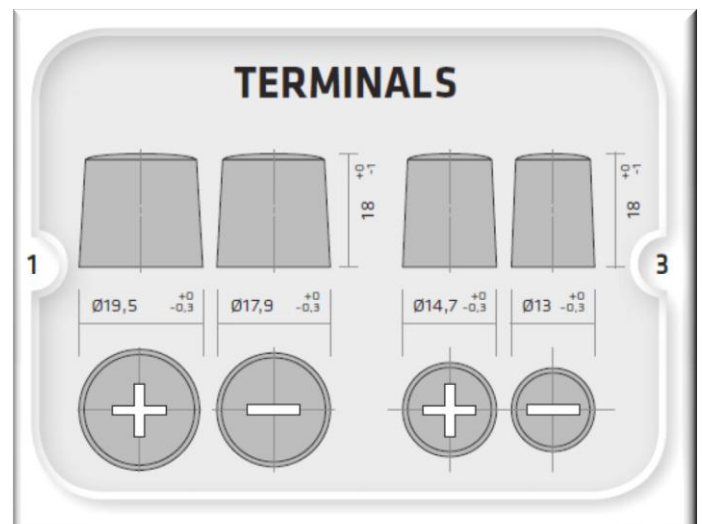 TERMINALS
18 +0 -1
18 +0 -1
1
3
Ø19,5 +0 -0,3
Ø17,9 +0 -0,3
Ø14,7 +0 -0,3
Ø13 +0 -0,3
+
−
+
−